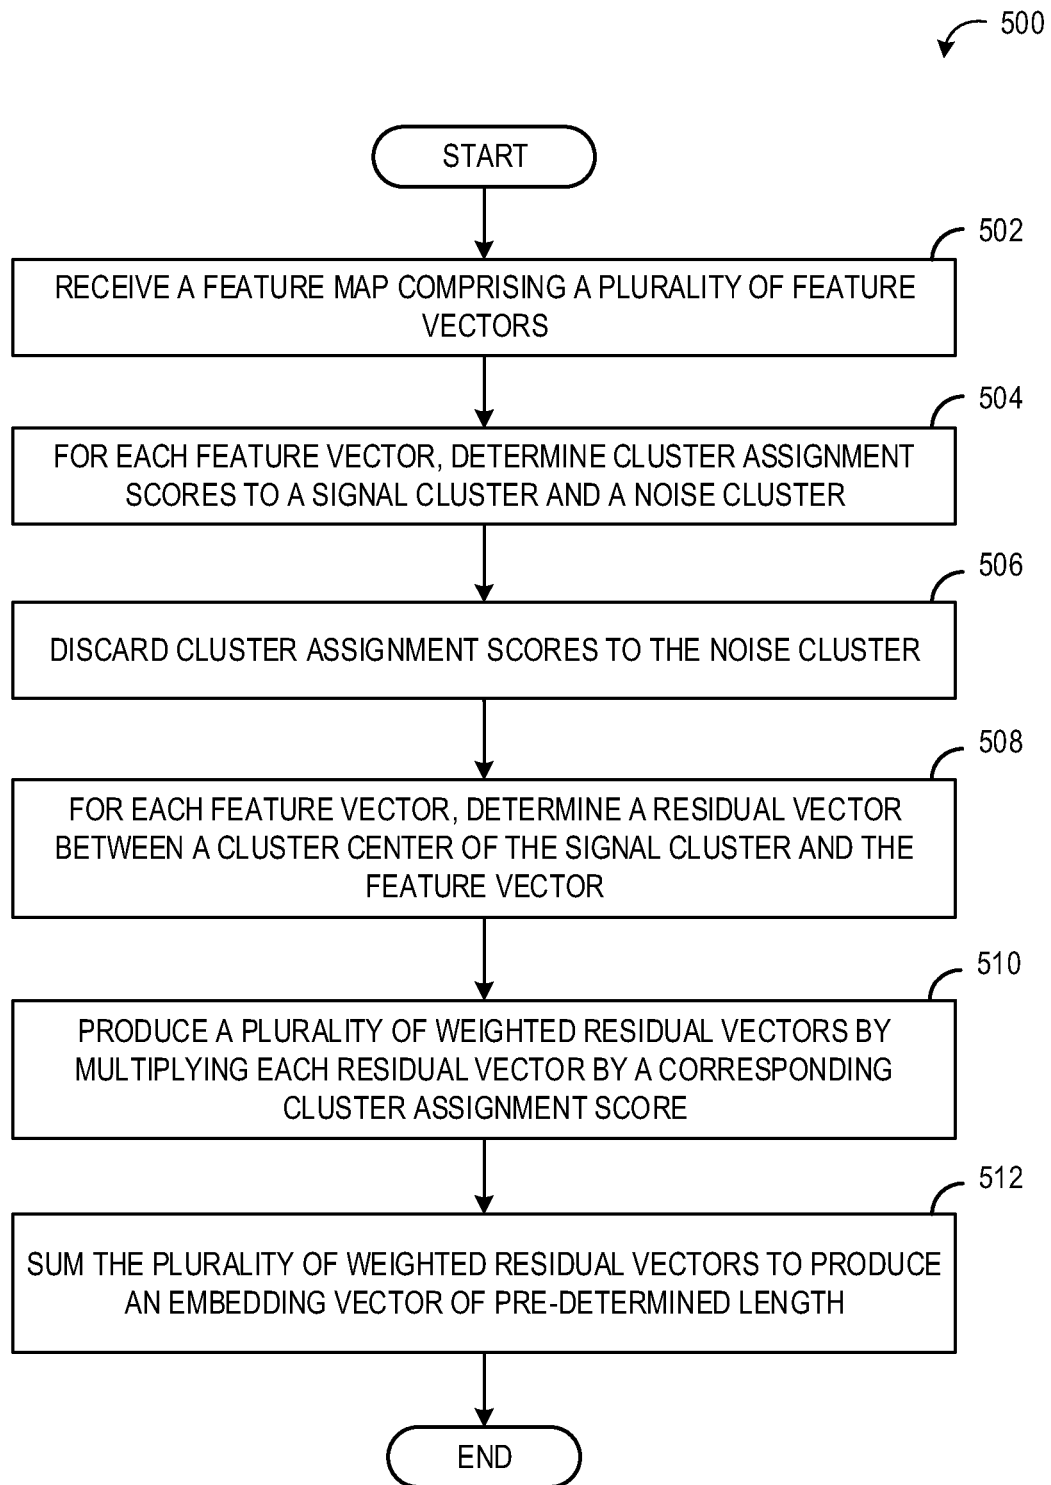 500
START
502
RECEIVE A FEATURE MAP COMPRISING A PLURALITY OF FEATURE
VECTORS
504
FOR EACH FEATURE VECTOR, DETERMINE CLUSTER ASSIGNMENT
SCORES TO A SIGNAL CLUSTER AND A NOISE CLUSTER
506
DISCARD CLUSTER ASSIGNMENT SCORES TO THE NOISE CLUSTER
508
FOR EACH FEATURE VECTOR, DETERMINE A RESIDUAL VECTOR
BETWEEN A CLUSTER CENTER OF THE SIGNAL CLUSTER AND THE
FEATURE VECTOR
510
PRODUCE A PLURALITY OF WEIGHTED RESIDUAL VECTORS BY
MULTIPLYING EACH RESIDUAL VECTOR BY A CORRESPONDING
CLUSTER ASSIGNMENT SCORE
512
SUM THE PLURALITY OF WEIGHTED RESIDUAL VECTORS TO PRODUCE
AN EMBEDDING VECTOR OF PRE-DETERMINED LENGTH
END